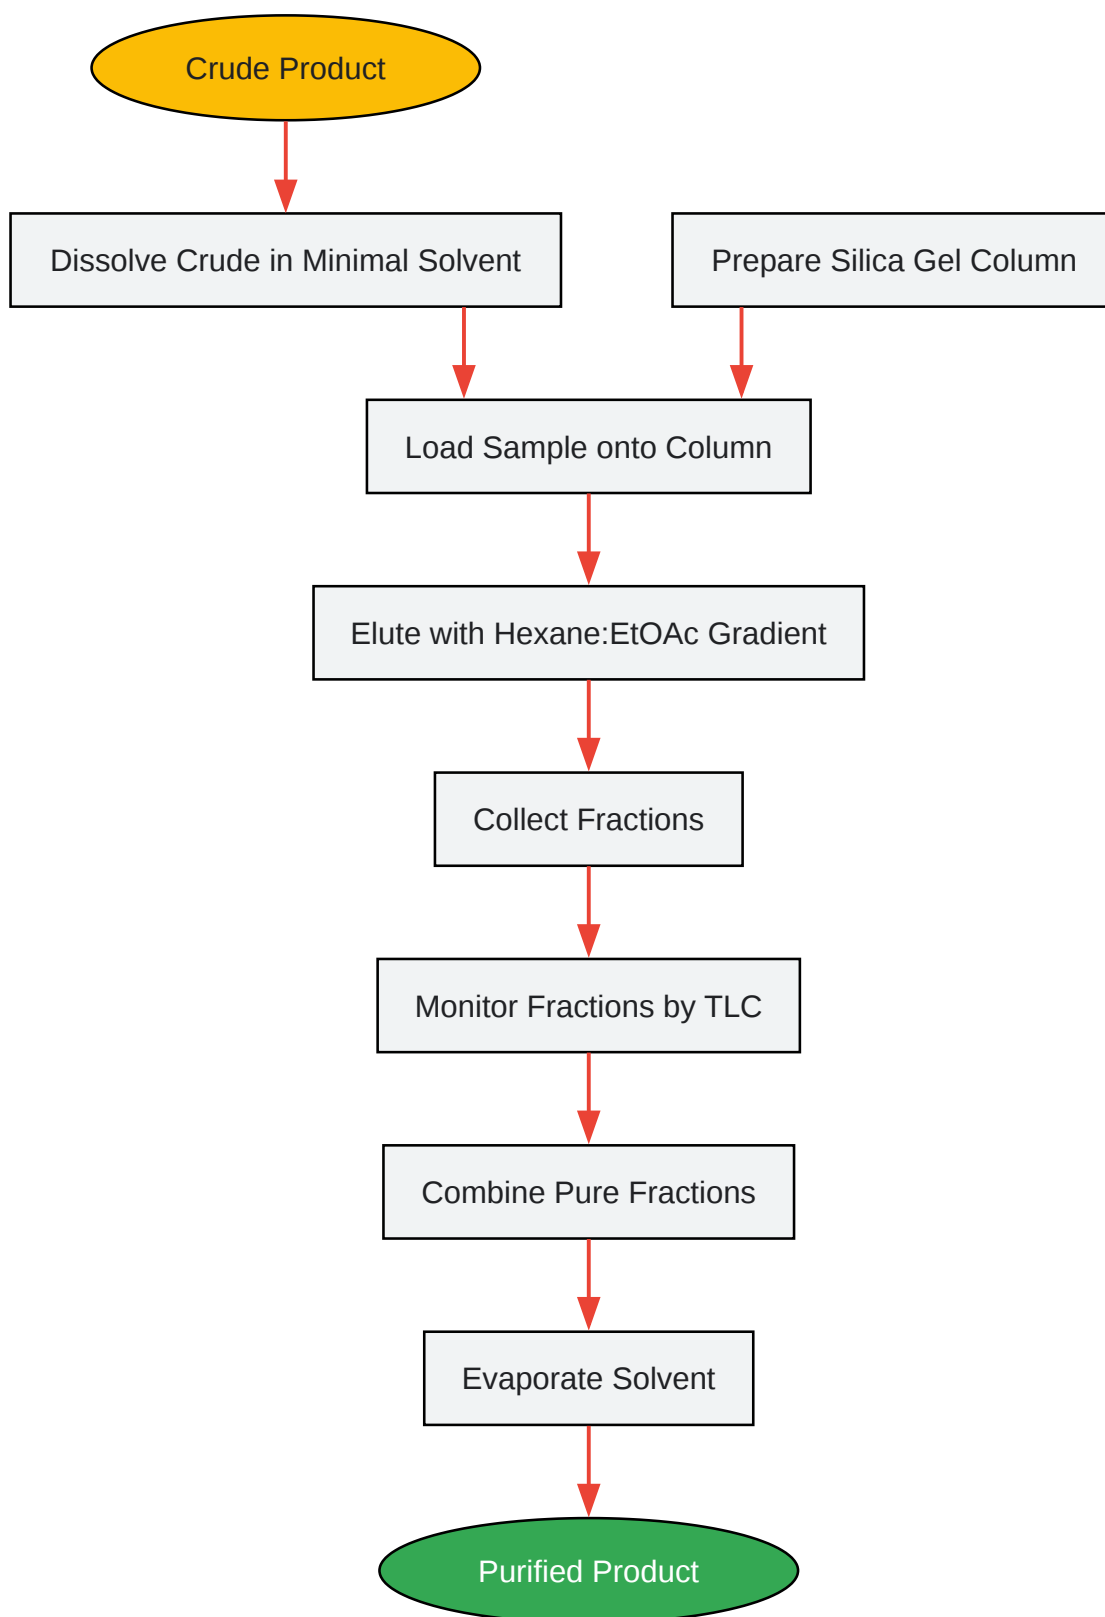 Crude Product
Dissolve Crude in Minimal Solvent
Prepare Silica Gel Column
Load Sample onto Column
Elute with Hexane:EtOAc Gradient
Collect Fractions
Monitor Fractions by TLC
Combine Pure Fractions
Evaporate Solvent
Purified Product